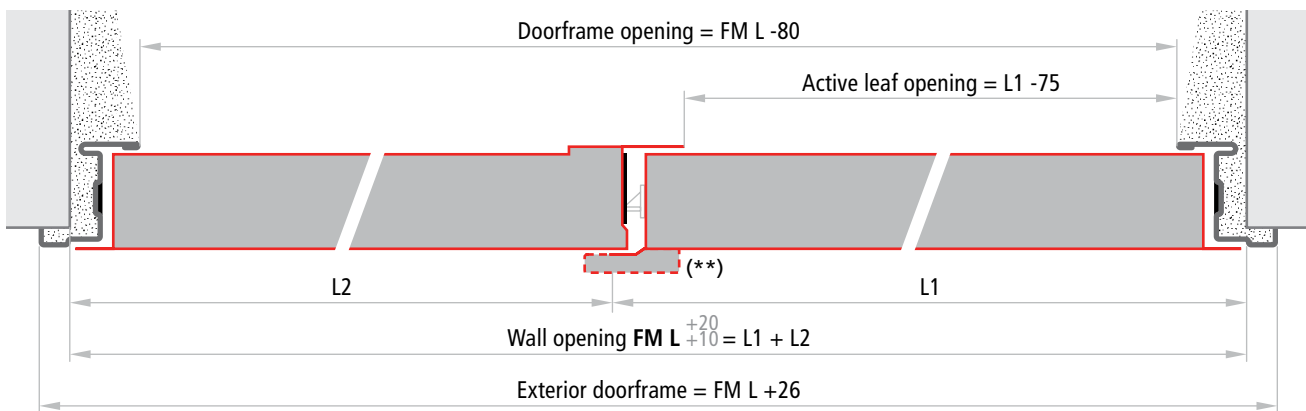 Doorframe opening = FM L -80
Active leaf opening = L1 -75
(**)
L2
L1
Wall opening FM L +20 +10 = L1 + L2
Exterior doorframe = FM L +26